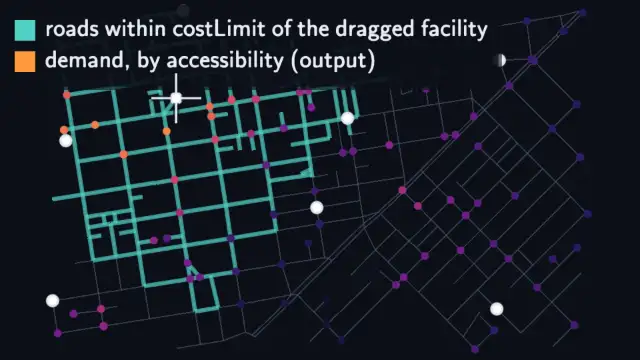 roads within costLimit of the dragged facility
demand, by accessibility (output)